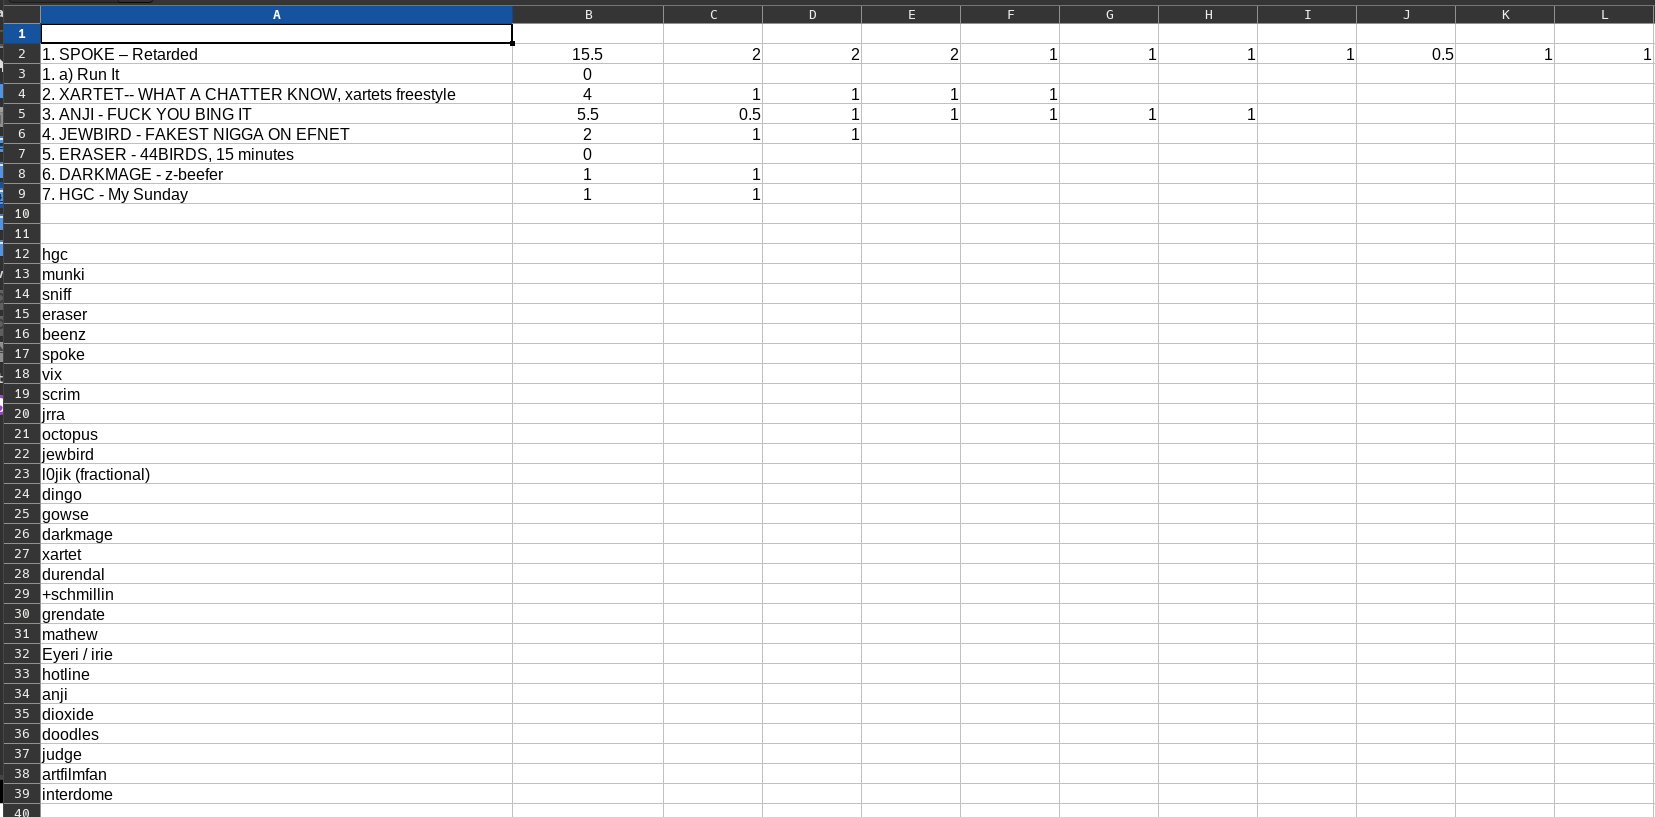 A B C D E F G H I J K L
1
2 1. SPOKE – Retarded 15.5 2 2 2 1 1 1 1 0.5 1 1
3 1. a) Run It 0
4 2. XARTET-- WHAT A CHATTER KNOW, xartets freestyle 4 1 1 1 1
5 3. ANJI - FUCK YOU BING IT 5.5 0.5 1 1 1 1 1
6 4. JEWBIRD - FAKEST NIGGA ON EFNET 2 1 1
7 5. ERASER - 44BIRDS, 15 minutes 0
8 6. DARKMAGE - z-beefer 1 1
9 7. HGC - My Sunday 1 1
10
11
12 hgc
13 munki
14 sniff
15 eraser
16 beenz
17 spoke
18 vix
19 scrim
20 jrra
21 octopus
22 jewbird
23 l0jik (fractional)
24 dingo
25 gowse
26 darkmage
27 xartet
28 durendal
29 +schmillin
30 grendate
31 mathew
32 Eyeri / irie
33 hotline
34 anji
35 dioxide
36 doodles
37 judge
38 artfilmfan
39 interdome
40